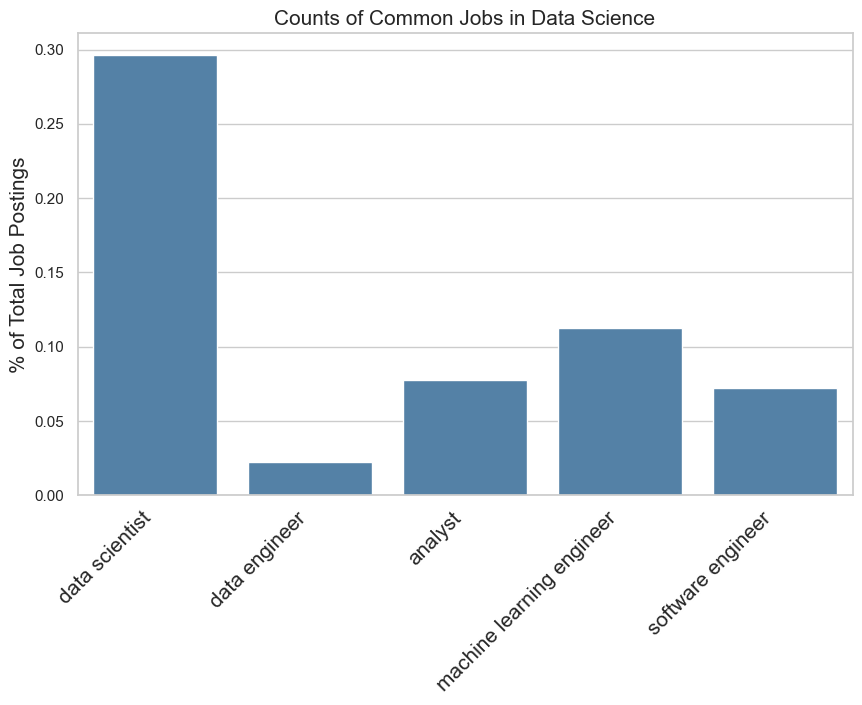 Counts of Common Jobs in Data Science
% of Total Job Postings
0.30
0.25
0.20
0.15
0.10
0.05
0.00
data scientist
data engineer
analyst
machine learning engineer
software engineer